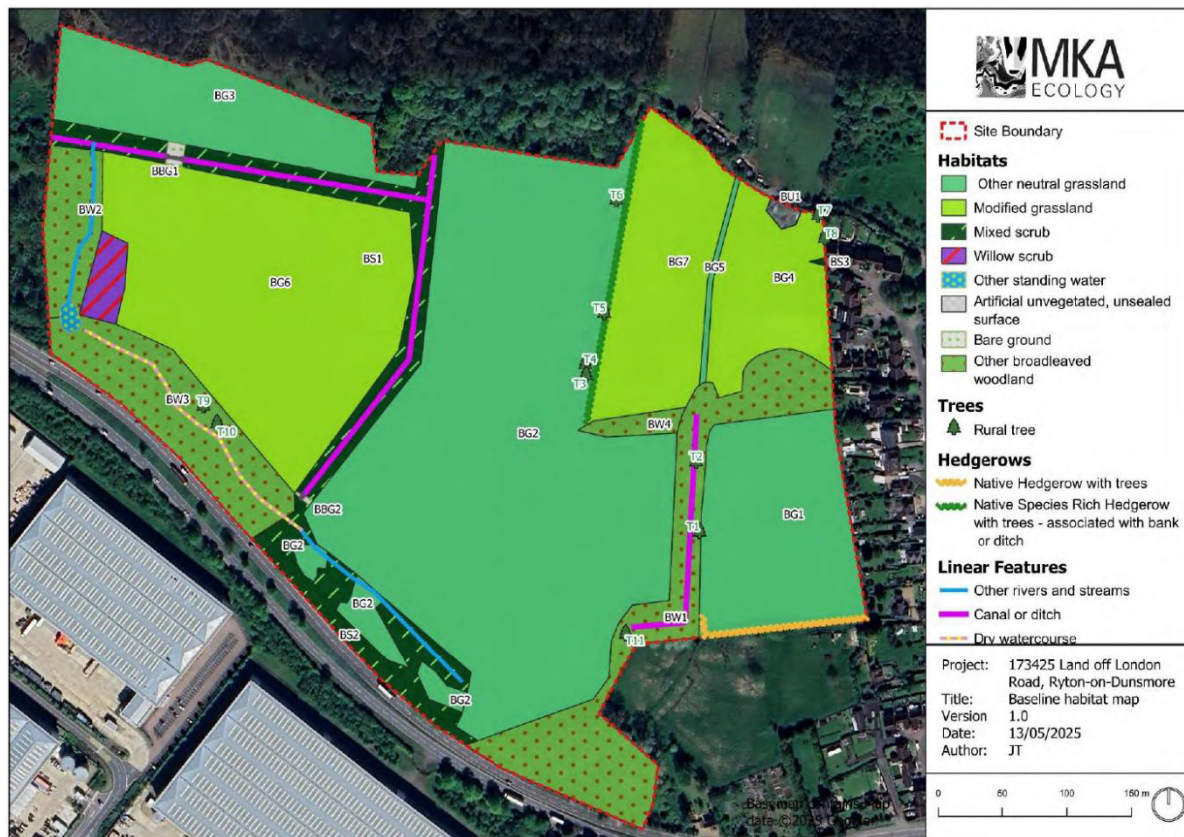 BG3
BBG1
BW2
BS1
BG6
T6
BU1
T7
T8
BS3
BG7
BG5
BG4
T5
T4
T3
BW3
T9
T10
BG2
BW4
T2
BBG2
BG2
T1
BG1
BG2
BS2
BW1
T11
BG2
MKA
ECOLOGY
Site Boundary
Habitats
Other neutral grassland
Modified grassland
Mixed scrub
Willow scrub
Other standing water
Artificial unvegetated, unsealed
surface
Bare ground
Other broadleaved
woodland
Trees
Rural tree
Hedgerows
Native Hedgerow with trees
Native Species Rich Hedgerow
with trees - associated with bank
or ditch
Linear Features
Other rivers and streams
Canal or ditch
Dry watercourse
Project: 173425 Land off London
Road, Ryton-on-Dunsmore
Title: Baseline habitat map
Version 1.0
Date: 13/05/2025
Author: JT
0 50 100 150 m
Basemap
data ©2025